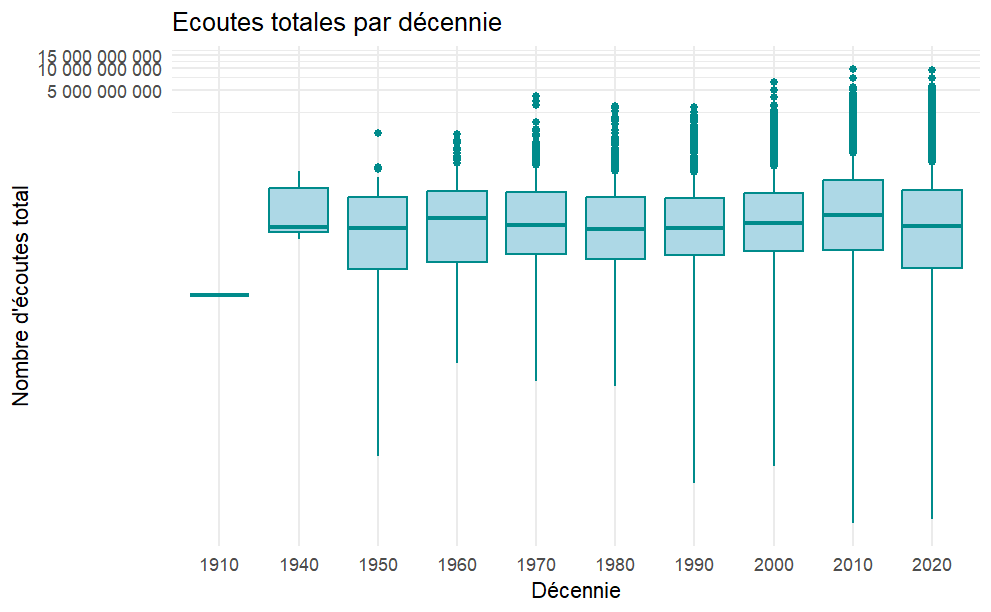 Ecoutes totales par décennie
15 000 000 000
10 000 000 000
5 000 000 000
Nombre d'écoutes total
1910 1940 1950 1960 1970 1980 1990 2000 2010 2020
Décennie